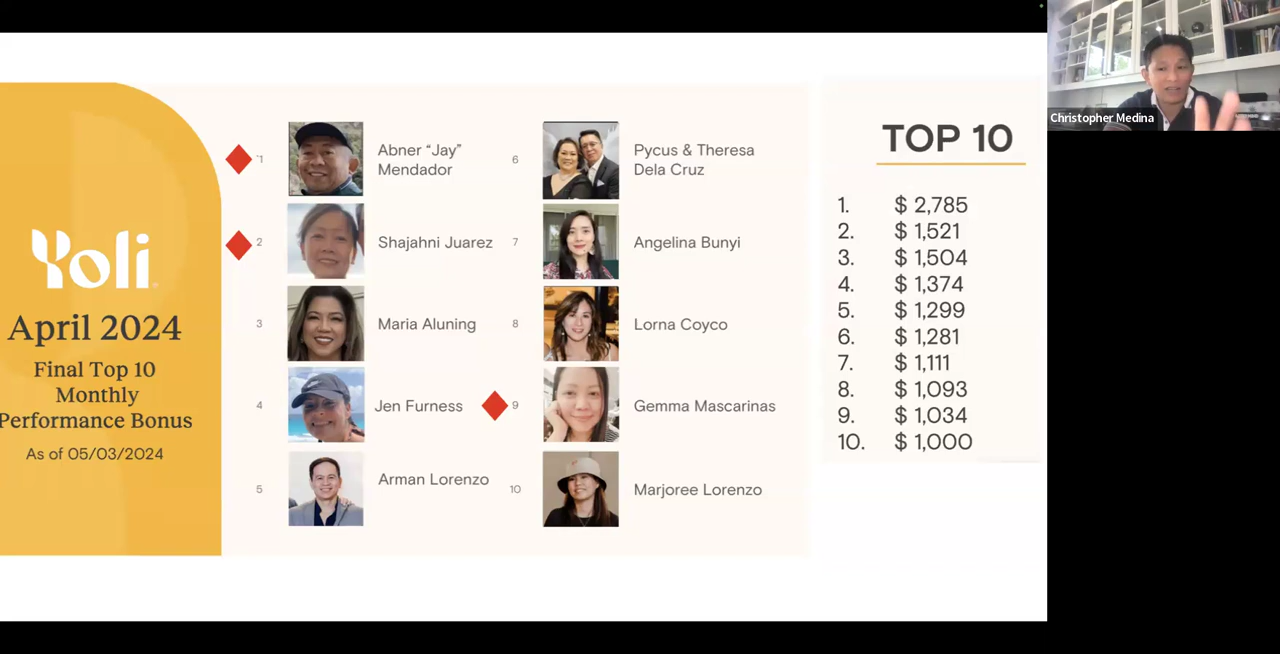 Yoli
April 2024
Final Top 10
Monthly
Performance Bonus
As of 05/03/2024
1
Abner “Jay”
Mendador
2
Shajahni Juarez
3
Maria Aluning
4
Jen Furness
5
Arman Lorenzo
6
Pycus & Theresa
Dela Cruz
7
Angelina Bunyi
8
Lorna Coyco
9
Gemma Mascarinas
10
Marjoree Lorenzo
TOP 10
1. $ 2,785
2. $ 1,521
3. $ 1,504
4. $ 1,374
5. $ 1,299
6. $ 1,281
7. $ 1,111
8. $ 1,093
9. $ 1,034
10. $ 1,000
Christopher Medina